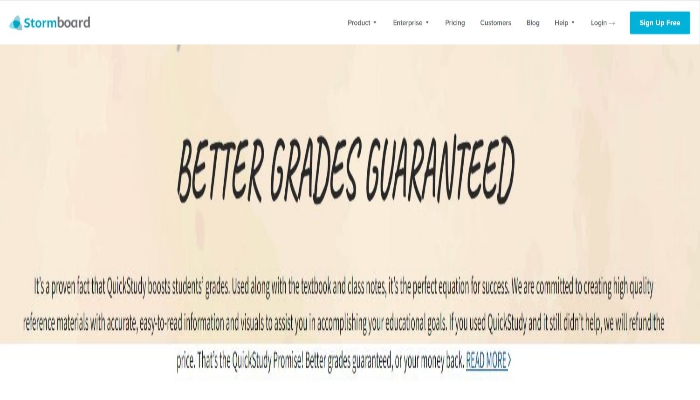 Stormboard Product Enterprise Pricing Customers Blog Help Login → Sign Up Free
BETTER GRADES GUARANTEED
It's a proven fact that QuickStudy boosts students' grades. Used along with the textbook and class notes, it's the perfect equation for success. We are committed to creating high quality
reference materials with accurate, easy-to-read information and visuals to assist you in accomplishing your educational goals. If you used QuickStudy and it still didn't help, we will refund the
price. That's the QuickStudy Promise! Better grades guaranteed, or your money back. READ MORE>